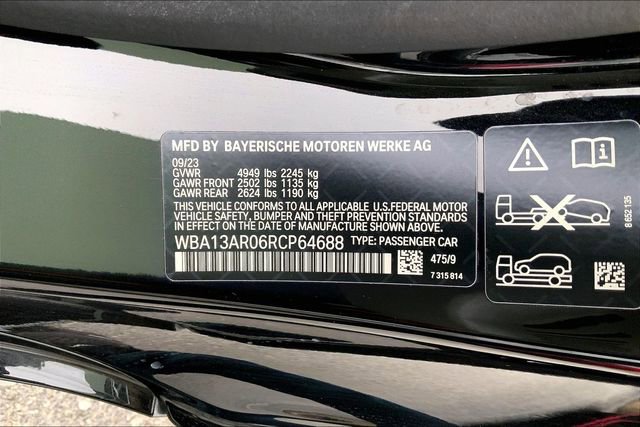 MFD BY BAYERISCHE MOTOREN WERKE AG
09/23
GVWR 4949 lbs 2245 kg
GAWR FRONT 2502 lbs 1135 kg
GAWR REAR 2624 lbs 1190 kg
THIS VEHICLE CONFORMS TO ALL APPLICABLE U.S.FEDERAL MOTOR
VEHICLE SAFETY, BUMPER AND THEFT PREVENTION STANDARDS
IN EFFECT ON THE DATE OF MANUFACTURE SHOWN ABOVE.
WBA13AR06RCP64688 TYPE: PASSENGER CAR
475/9
7 315 814
8 652 135